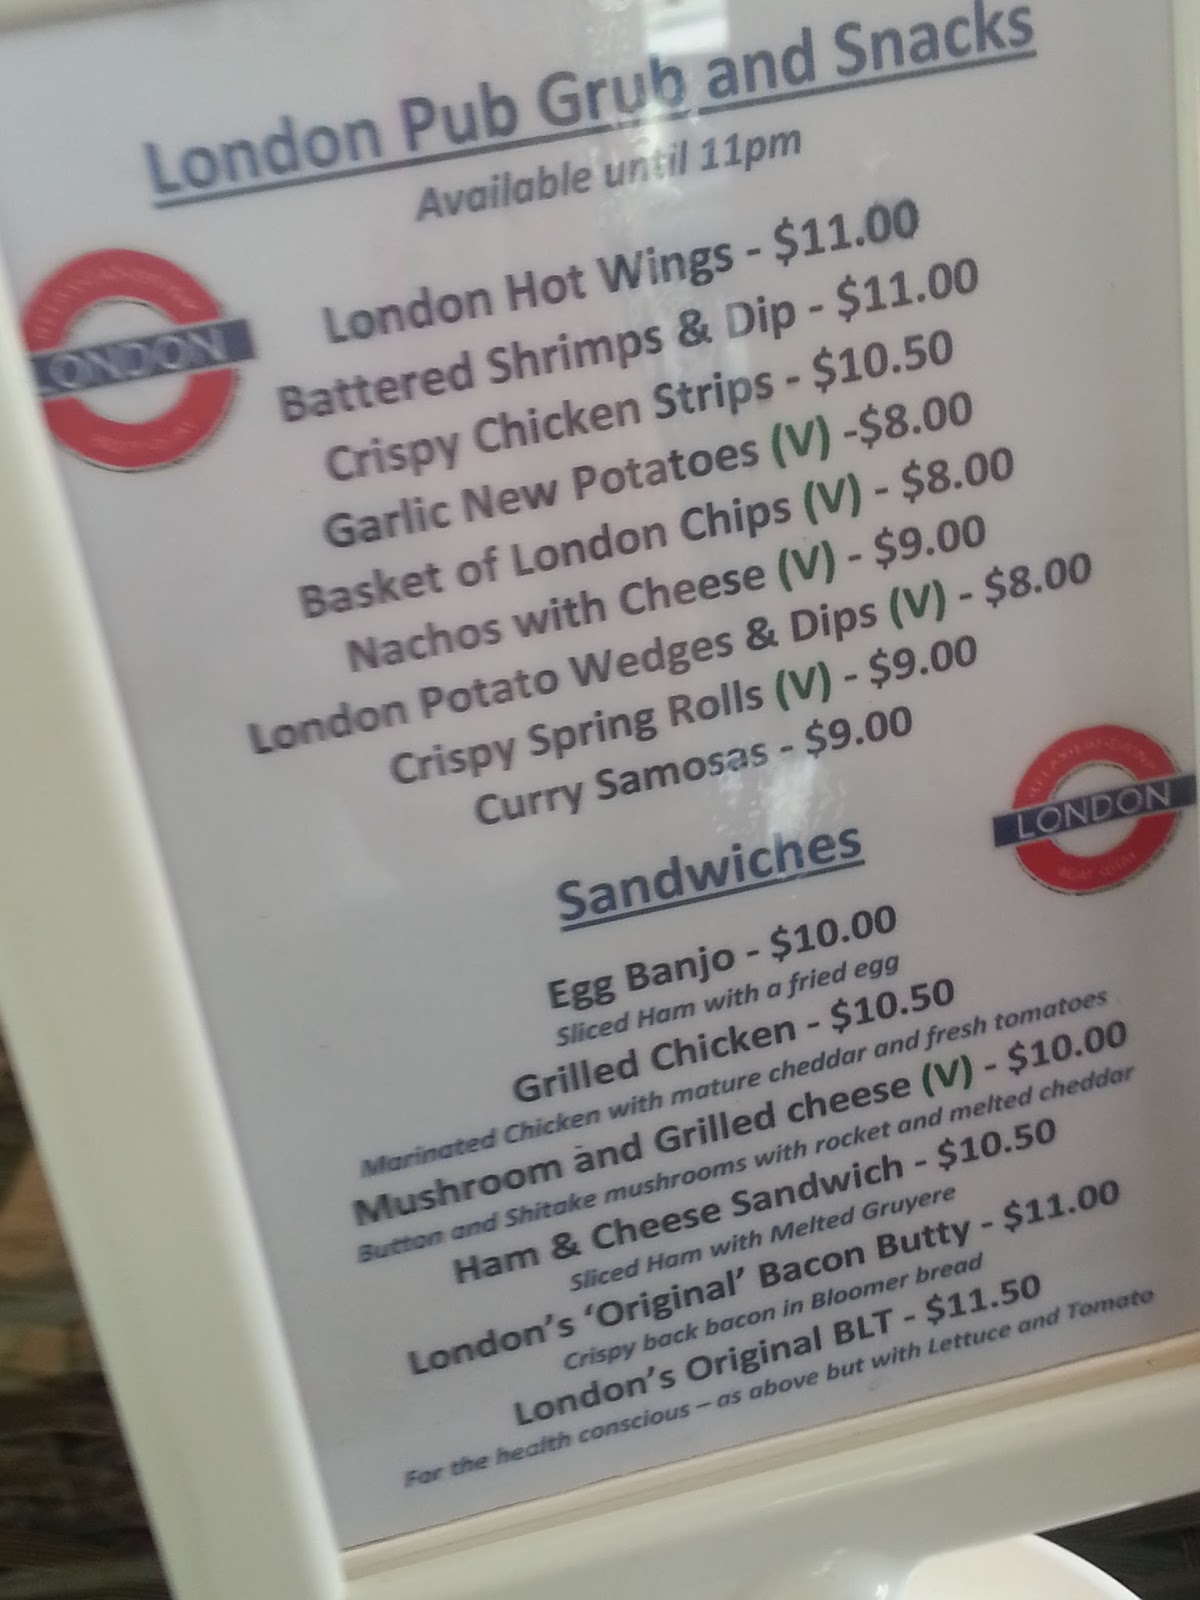 London Pub Grub and Snacks
Available until 11pm
London Hot Wings - $11.00
Battered Shrimps & Dip - $11.00
Crispy Chicken Strips - $10.50
Garlic New Potatoes (V) -$8.00
Basket of London Chips (V) - $8.00
Nachos with Cheese (V) - $9.00
London Potato Wedges & Dips (V) - $8.00
Crispy Spring Rolls (V) - $9.00
Curry Samosas - $9.00
LONDON
LONDON
Sandwiches
Egg Banjo - $10.00
Sliced Ham with a fried egg
Grilled Chicken - $10.50
Marinated Chicken with mature cheddar and fresh tomatoes
Mushroom and Grilled cheese (V) - $10.00
Button and Shitake mushrooms with rocket and melted cheddar
Ham & Cheese Sandwich - $10.50
Sliced Ham with Melted Gruyere
London's 'Original' Bacon Butty - $11.00
Crispy back bacon in Bloomer bread
London's Original BLT - $11.50
For the health conscious – as above but with Lettuce and Tomato